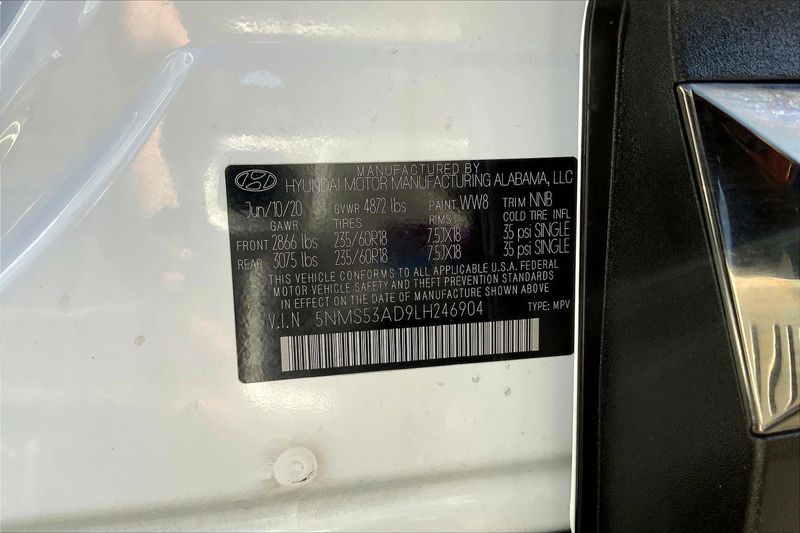 MANUFACTURED BY
HYUNDAI MOTOR MANUFACTURING ALABAMA, LLC
Jun/10/20 GVWR 4872 lbs PAINT WW8 TRIM NNB
GAWR TIRES RIMS COLD TIRE INFL
FRONT 2866 lbs 235/60R18 7.5JX18 35 psi SINGLE
REAR 3075 lbs 235/60R18 7.5JX18 35 psi SINGLE
THIS VEHICLE CONFORMS TO ALL APPLICABLE U.S.A. FEDERAL
MOTOR VEHICLE SAFETY AND THEFT PREVENTION STANDARDS
IN EFFECT ON THE DATE OF MANUFACTURE SHOWN ABOVE
V.I.N 5NMS53AD9LH246904 TYPE: MPV